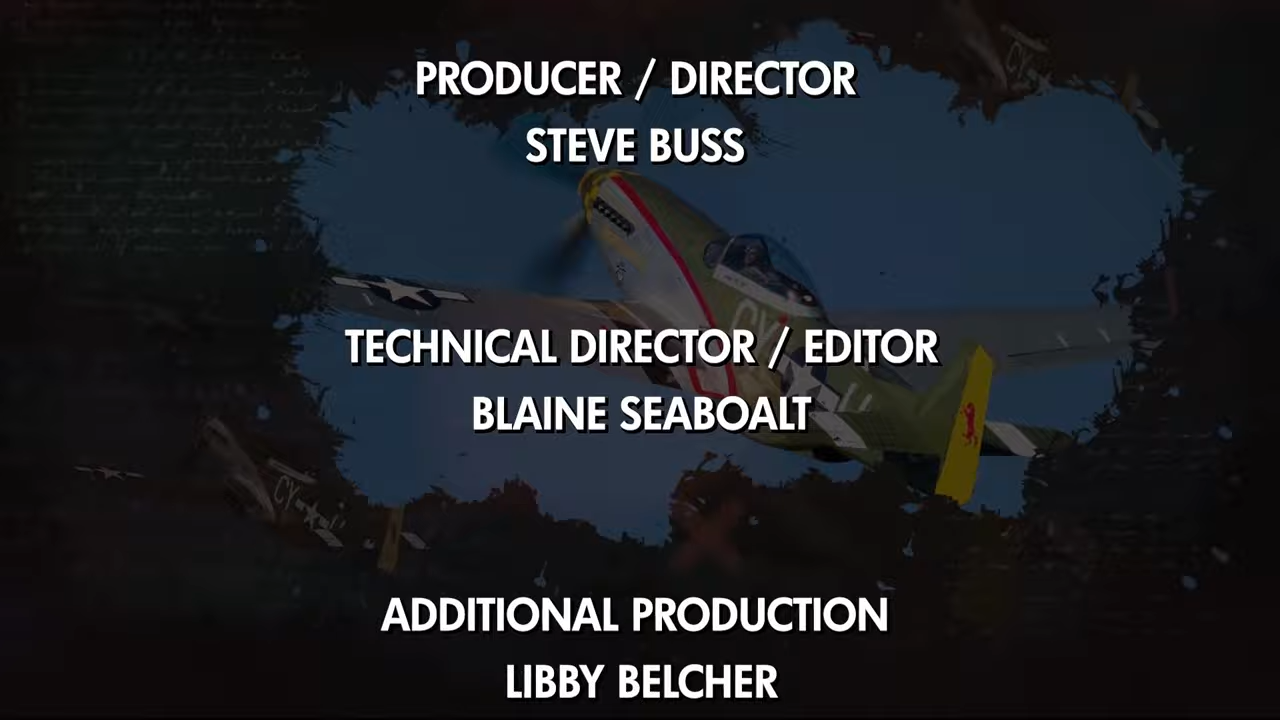 PRODUCER / DIRECTOR
STEVE BUSS
TECHNICAL DIRECTOR / EDITOR
BLAINE SEABOALT
ADDITIONAL PRODUCTION
LIBBY BELCHER